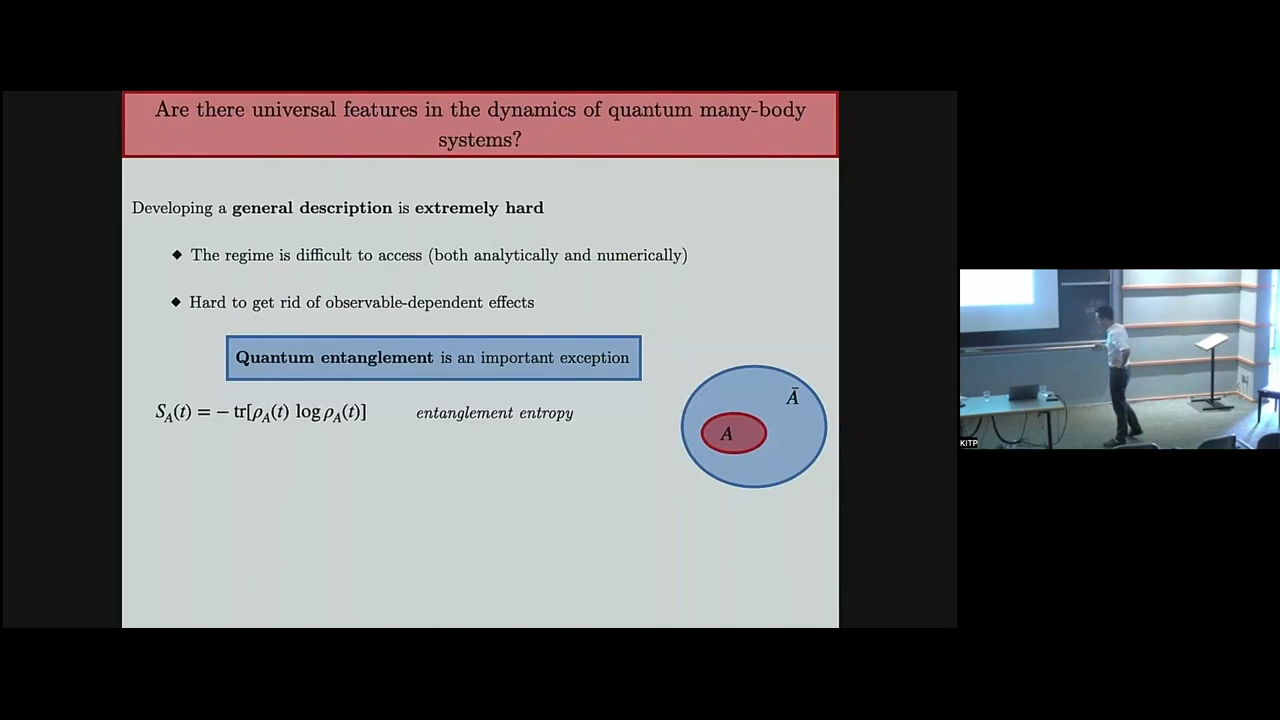 Are there universal features in the dynamics of quantum many-body
systems?
Developing a general description is extremely hard
◆ The regime is difficult to access (both analytically and numerically)
◆ Hard to get rid of observable-dependent effects
Quantum entanglement is an important exception
S_A(t) = − tr[ρ_A(t) log ρ_A(t)] entanglement entropy
Ā
A
KITP